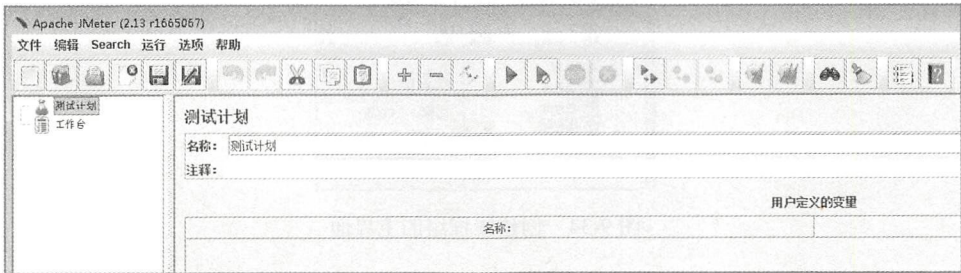 Apache JMeter (2.13 r1665067)
文件 编辑 Search 运行 选项 帮助
测试计划
工作台
测试计划
名称： 测试计划
注释：
用户定义的变量
名称：